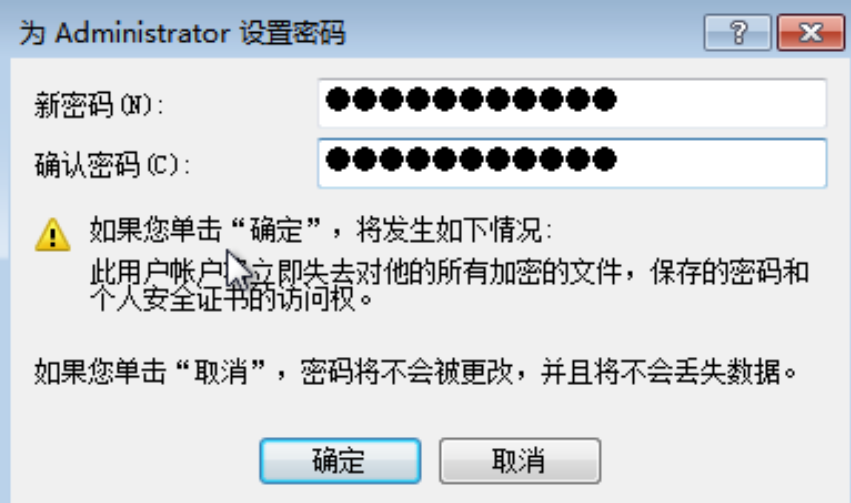 为 Administrator 设置密码
新密码(N):
●●●●●●●●●●●
确认密码(C):
●●●●●●●●●●●
如果您单击“确定”，将发生如下情况:
此用户帐户 立即失去对他的所有加密的文件，保存的密码和
个人安全证书的访问权。
如果您单击“取消”，密码将不会被更改，并且将不会丢失数据。
确定
取消